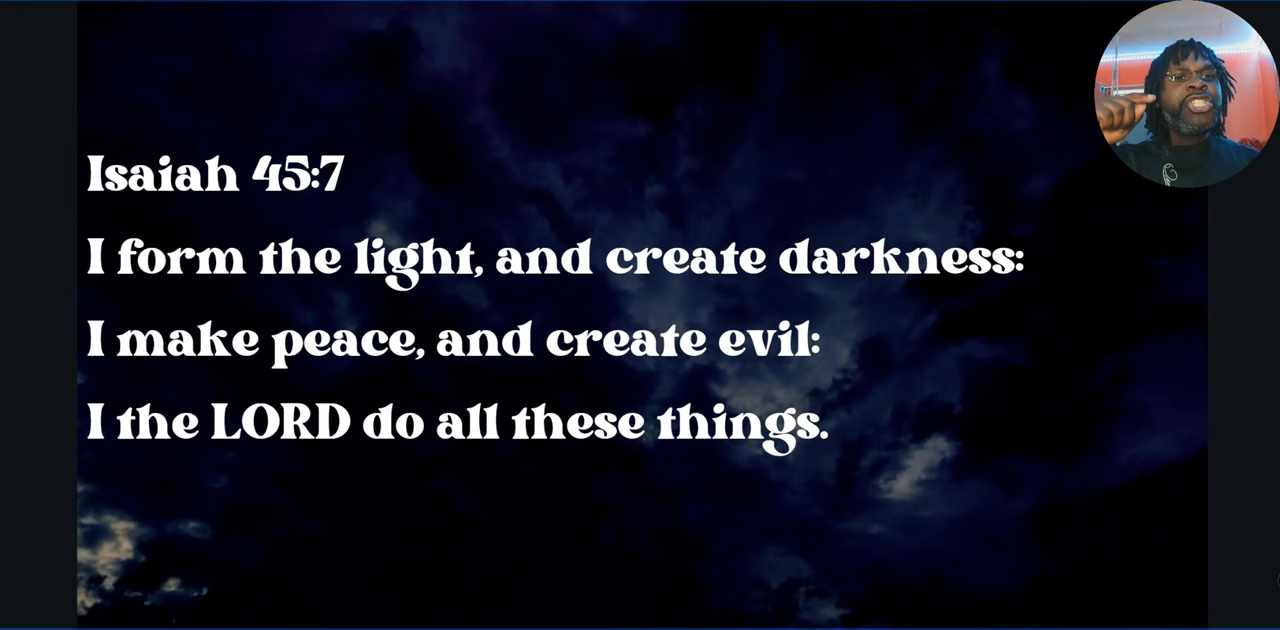 Isaiah 45:7
I form the light, and create darkness:
I make peace, and create evil:
I the LORD do all these things.